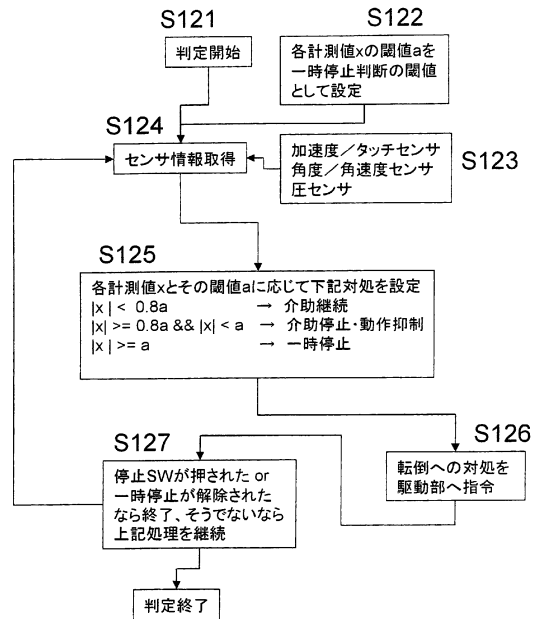 S121
判定開始
S122
各計測値xの閾値aを
一時停止判断の閾値
として設定
S124
センサ情報取得
加速度／タッチセンサ
角度／角速度センサ
圧センサ
S123
S125
各計測値xとその閾値aに応じて下記対処を設定
|x| < 0.8a → 介助継続
|x| >= 0.8a && |x| < a → 介助停止・動作抑制
|x| >= a → 一時停止
S126
転倒への対処を
駆動部へ指令
S127
停止SWが押された or
一時停止が解除された
なら終了、そうでないなら
上記処理を継続
判定終了